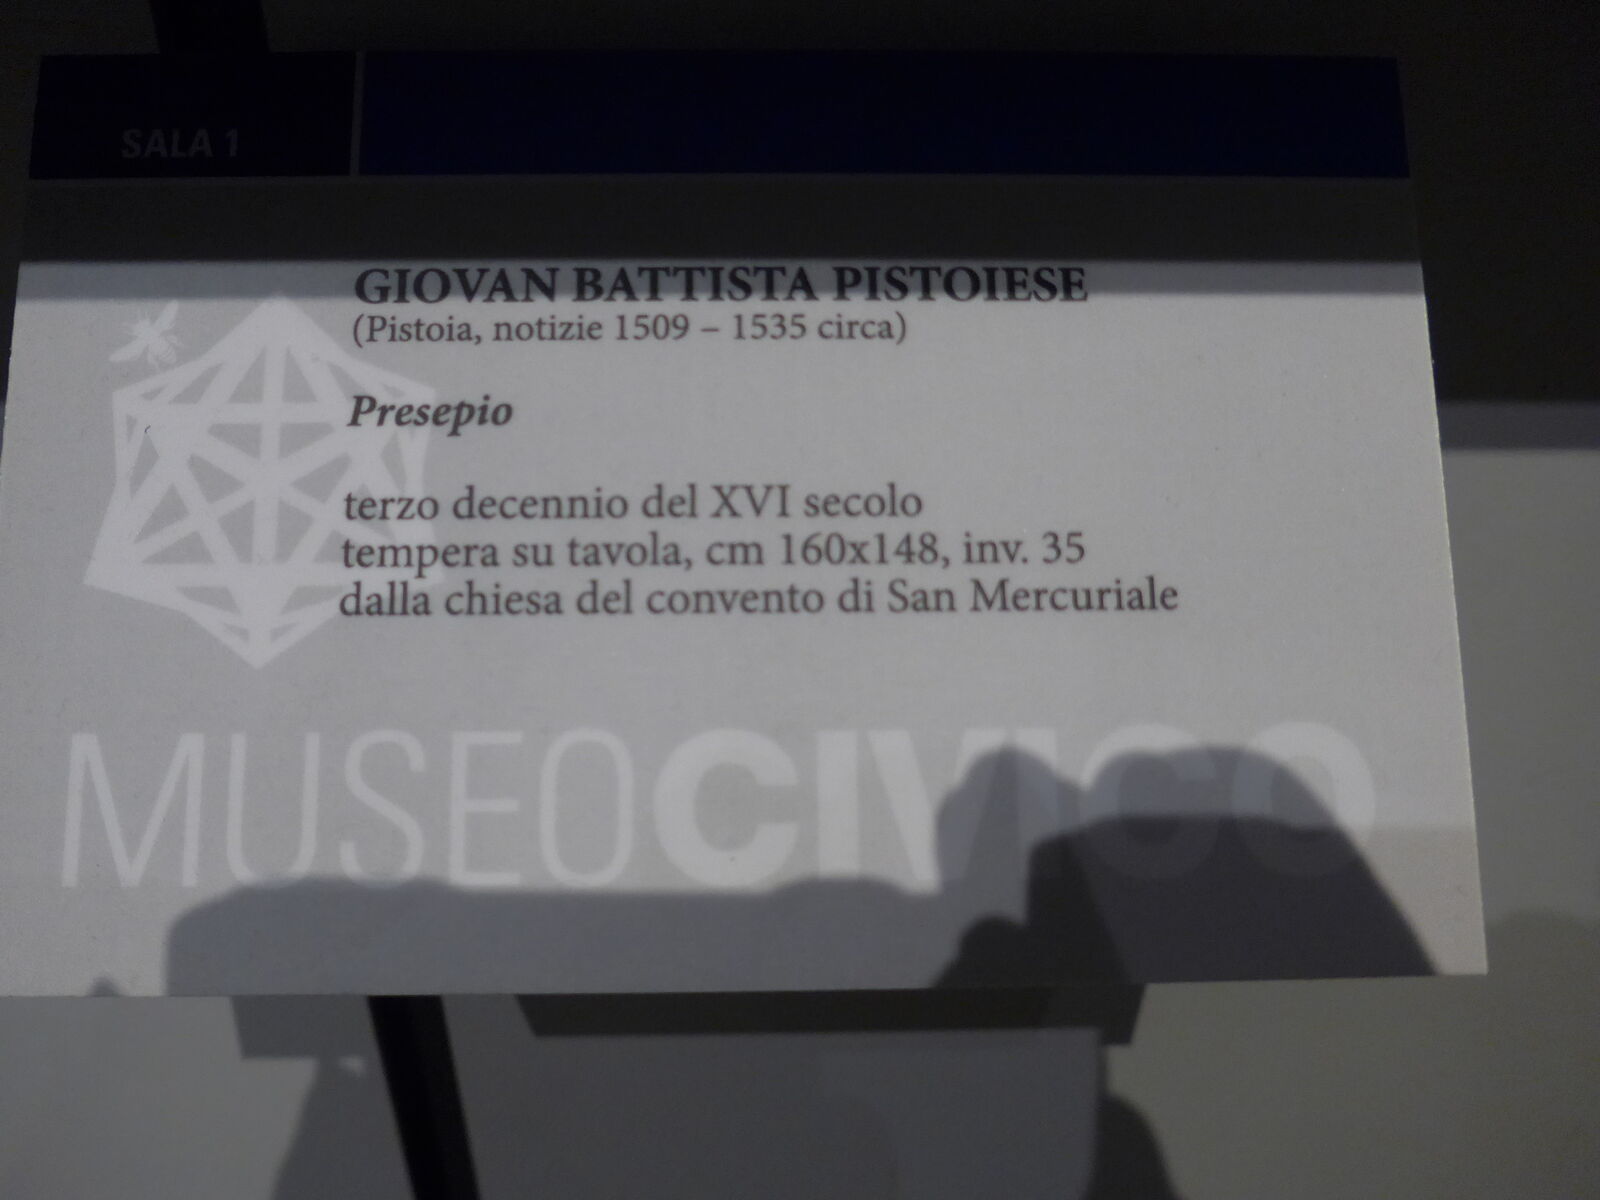 SALA 1
GIOVAN BATTISTA PISTOIESE
(Pistoia, notizie 1509 – 1535 circa)
Presepio
terzo decennio del XVI secolo
tempera su tavola, cm 160x148, inv. 35
dalla chiesa del convento di San Mercuriale
MUSEOCIVICO